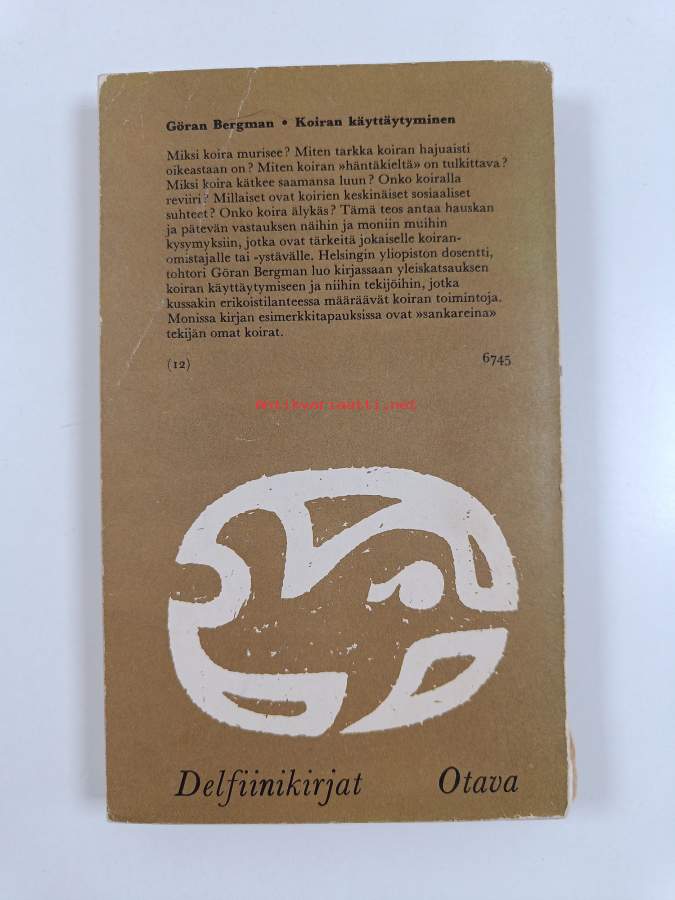 Göran Bergman • Koiran käyttäytyminen
Miksi koira murisee? Miten tarkka koiran hajuaisti
oikeastaan on? Miten koiran »häntäkieltä» on tulkittava?
Miksi koira kätkee saamansa luun? Onko koiralla
reviiri? Millaiset ovat koirien keskinäiset sosiaaliset
suhteet? Onko koira älykäs? Tämä teos antaa hauskan
ja pätevän vastauksen näihin ja moniin muihin
kysymyksiin, jotka ovat tärkeitä jokaiselle koiran-
omistajalle tai -ystävälle. Helsingin yliopiston dosentti,
tohtori Göran Bergman luo kirjassaan yleiskatsauksen
koiran käyttäytymiseen ja niihin tekijöihin, jotka
kussakin erikoistilanteessa määräävät koiran toimintoja.
Monissa kirjan esimerkkitapauksissa ovat »sankareina»
tekijän omat koirat.
(12) 6745
Antikvariaatti.net
Delfiinikirjat Otava